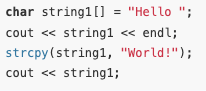 char string1[] = "Hello ";
cout << string1 << endl;
strcpy(string1, "World!");
cout << string1;